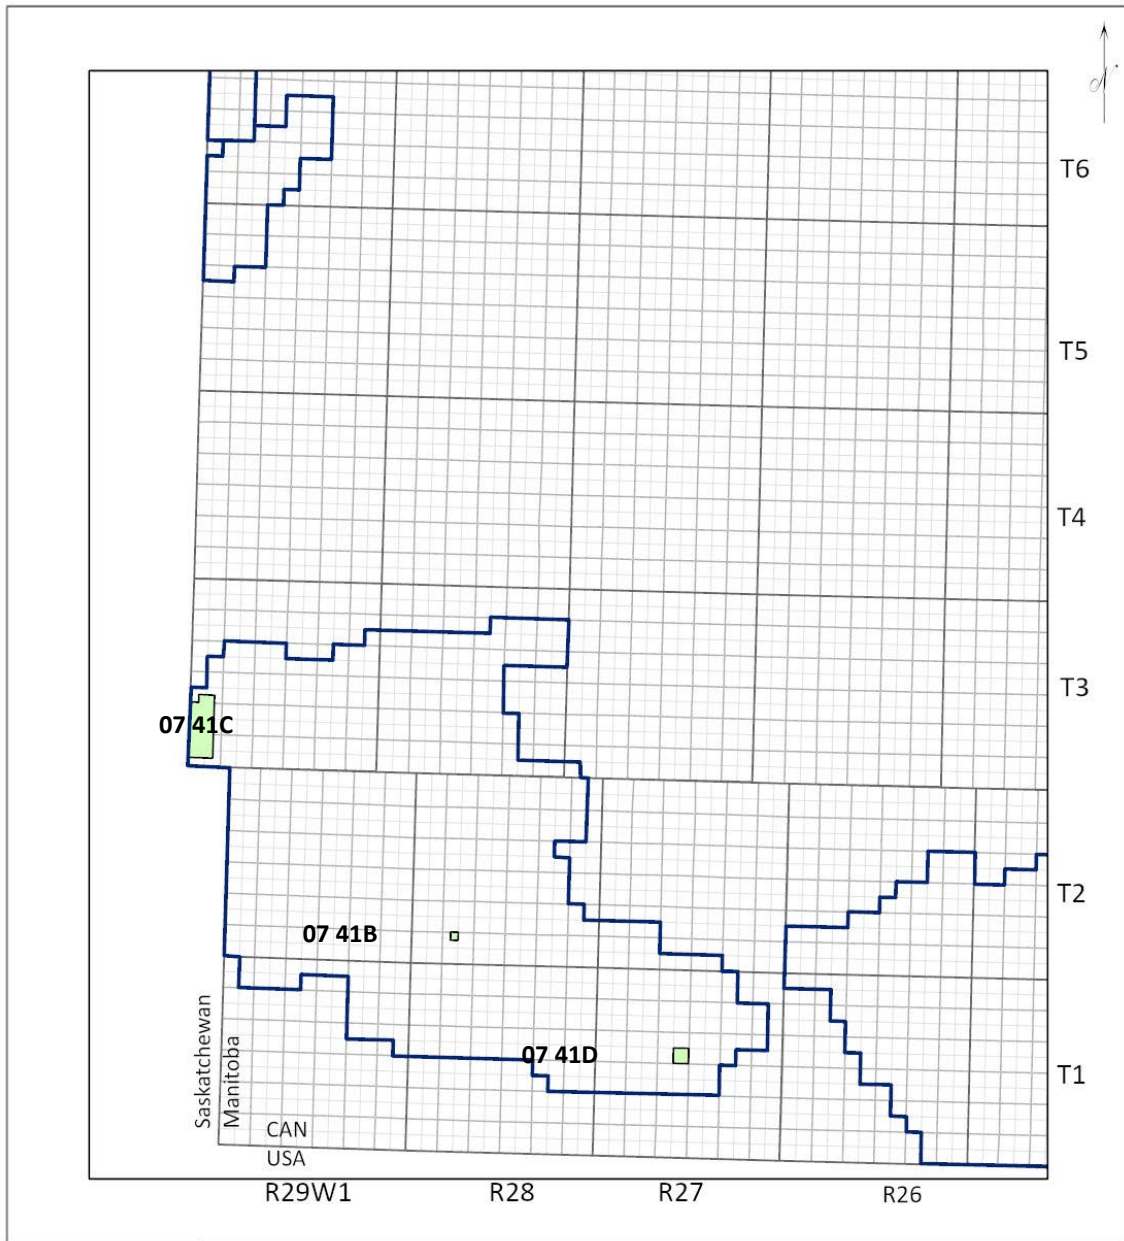 T6
T5
T4
T3
07 41C
T2
07 41B
07 41D
T1
Saskatchewan
Manitoba
CAN
USA
R29W1
R28
R27
R26